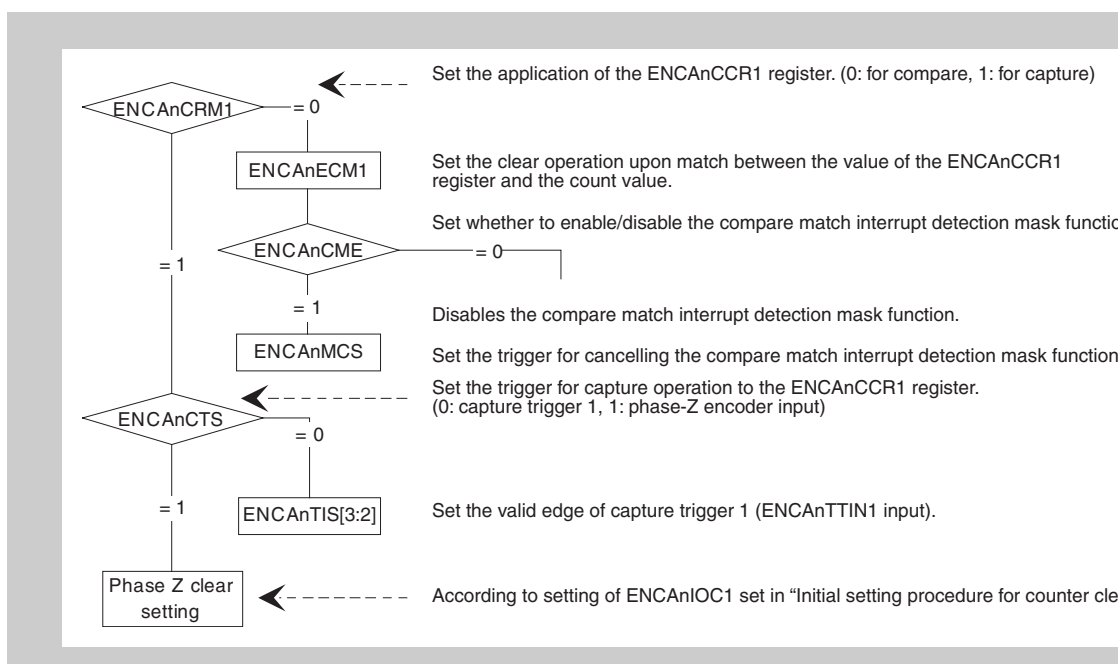 Set the application of the ENCAnCCR1 register. (0: for compare, 1: for capture)
ENCAnCRM1
= 0
ENCAnECM1
Set the clear operation upon match between the value of the ENCAnCCR1
register and the count value.
Set whether to enable/disable the compare match interrupt detection mask functio
ENCAnCME
= 0
= 1
= 1
Disables the compare match interrupt detection mask function.
ENCAnMCS
Set the trigger for cancelling the compare match interrupt detection mask function
Set the trigger for capture operation to the ENCAnCCR1 register.
(0: capture trigger 1, 1: phase-Z encoder input)
ENCAnCTS
= 0
= 1
ENCAnTIS[3:2]
Set the valid edge of capture trigger 1 (ENCAnTTIN1 input).
Phase Z clear
setting
According to setting of ENCAnIOC1 set in “Initial setting procedure for counter cle